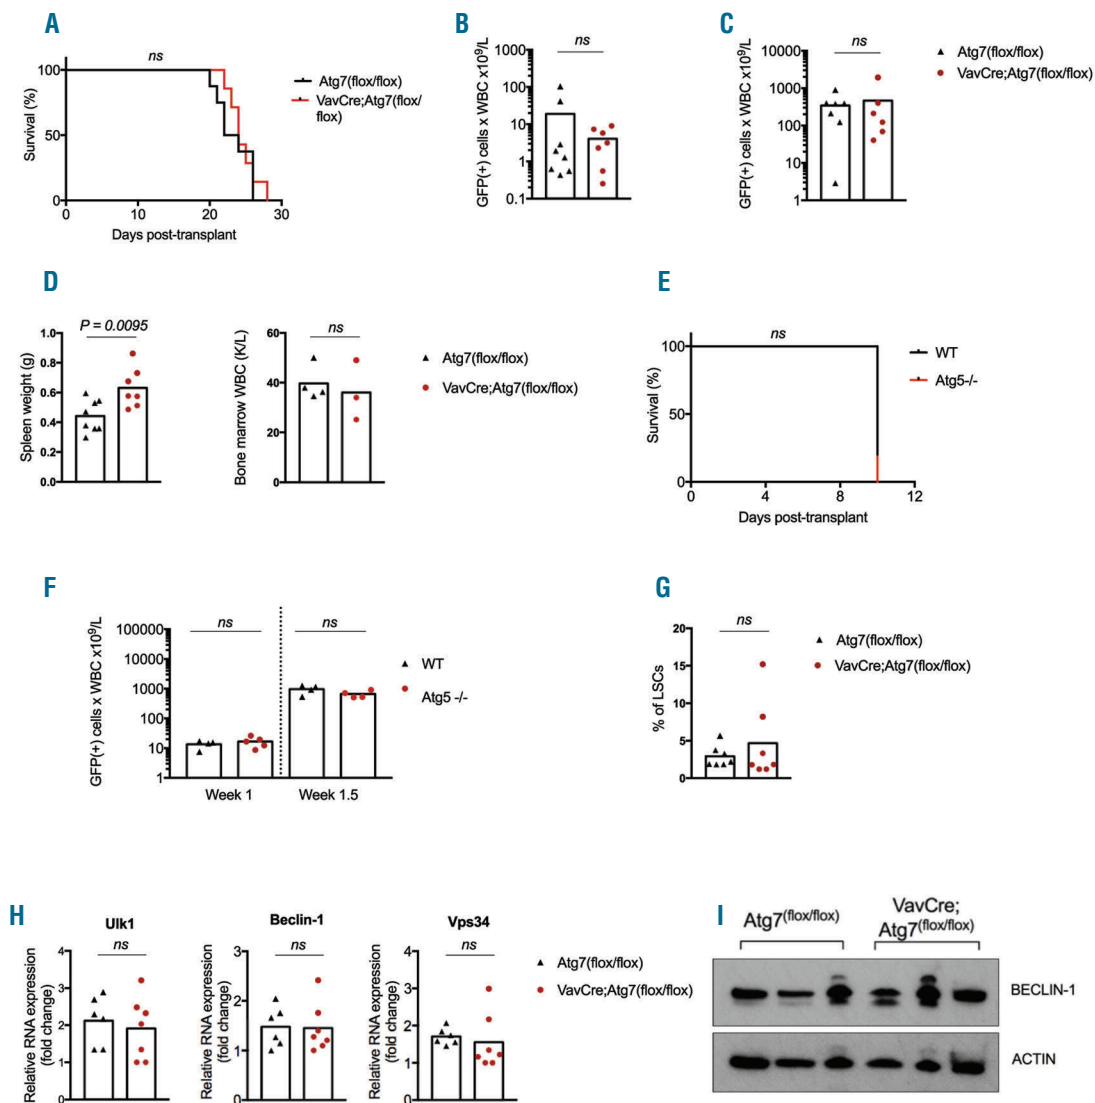 A
ns
Survival (%)
100
50
0
0 10 20 30
Days post-transplant
Atg7(flox/flox)
VavCre;Atg7(flox/
flox)
B
ns
GFP(+) cells x WBC x10⁹/L
1000
100
10
1
0.1
C
ns
GFP(+) cells x WBC x10⁹/L
10000
1000
100
10
1
Atg7(flox/flox)
VavCre;Atg7(flox/flox)
D
P = 0.0095
Spleen weight (g)
1.0
0.8
0.6
0.4
0.2
0.0
ns
Bone marrow WBC (K/L)
60
40
20
0
Atg7(flox/flox)
VavCre;Atg7(flox/flox)
E
ns
Survival (%)
100
50
0
0 4 8 12
Days post-transplant
WT
Atg5-/-
F
GFP(+) cells x WBC x10⁹/L
ns ns
100000
10000
1000
100
10
1
Week 1 Week 1.5
WT
Atg5 -/-
G
ns
% of LSCs
20
15
10
5
0
Atg7(flox/flox)
VavCre;Atg7(flox/flox)
H
Ulk1
ns
Relative RNA expression
(fold change)
4
3
2
1
0
Beclin-1
ns
Relative RNA expression
(fold change)
3
2
1
0
Vps34
ns
Relative RNA expression
(fold change)
4
3
2
1
0
Atg7(flox/flox)
VavCre;Atg7(flox/flox)
I
Atg7(flox/flox)
VavCre;
Atg7(flox/flox)
BECLIN-1
ACTIN